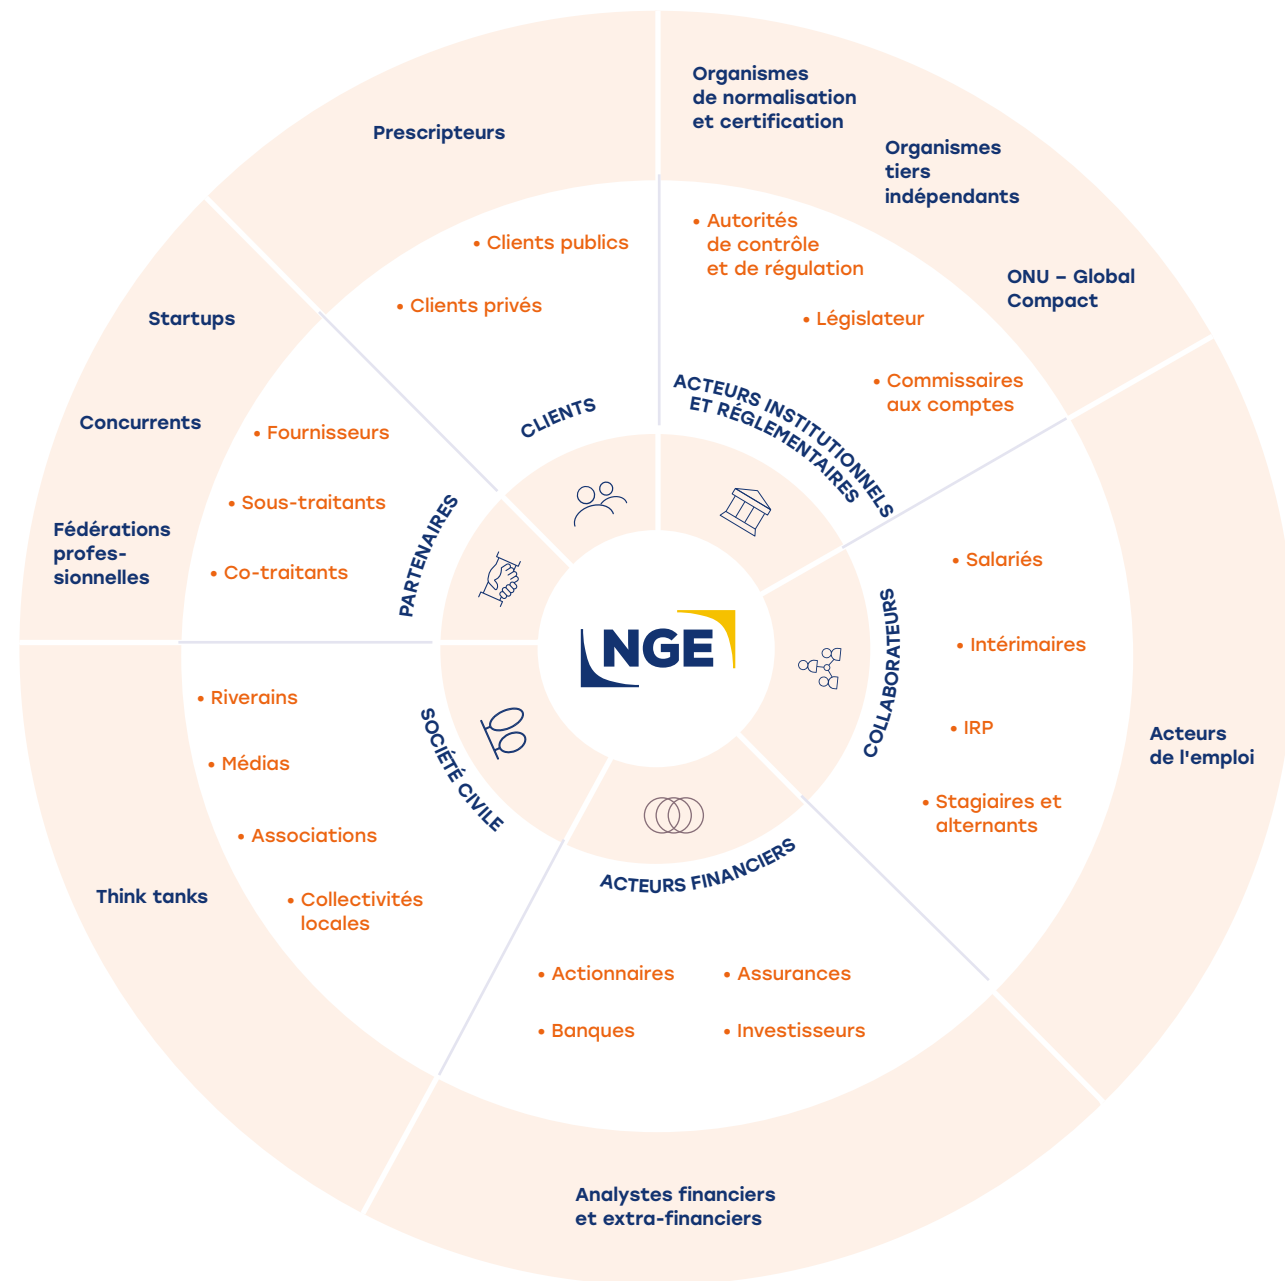 Prescripteurs
Organismes
de normalisation
et certification
Organismes
tiers
indépendants
ONU – Global
Compact
• Clients publics
• Clients privés
CLIENTS
• Autorités
de contrôle
et de régulation
• Législateur
• Commissaires
aux comptes
ACTEURS INSTITUTIONNELS
ET RÉGLEMENTAIRES
Startups
Concurrents
Fédérations
profes-
sionnelles
• Fournisseurs
• Sous-traitants
• Co-traitants
PARTENAIRES
NGE
COLLABORATEURS
• Salariés
• Intérimaires
• IRP
• Stagiaires et
alternants
Acteurs
de l'emploi
• Riverains
• Médias
• Associations
• Collectivités
locales
SOCIÉTÉ CIVILE
Think tanks
ACTEURS FINANCIERS
• Actionnaires
• Assurances
• Banques
• Investisseurs
Analystes financiers
et extra-financiers